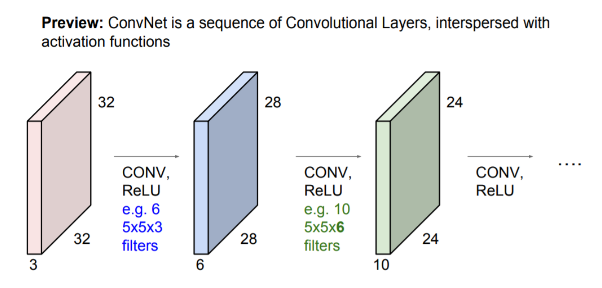 Preview: ConvNet is a sequence of Convolutional Layers, interspersed with
activation functions
32
32
3
CONV,
ReLU
e.g. 6
5x5x3
filters
28
28
6
CONV,
ReLU
e.g. 10
5x5x6
filters
24
24
10
CONV,
ReLU
....